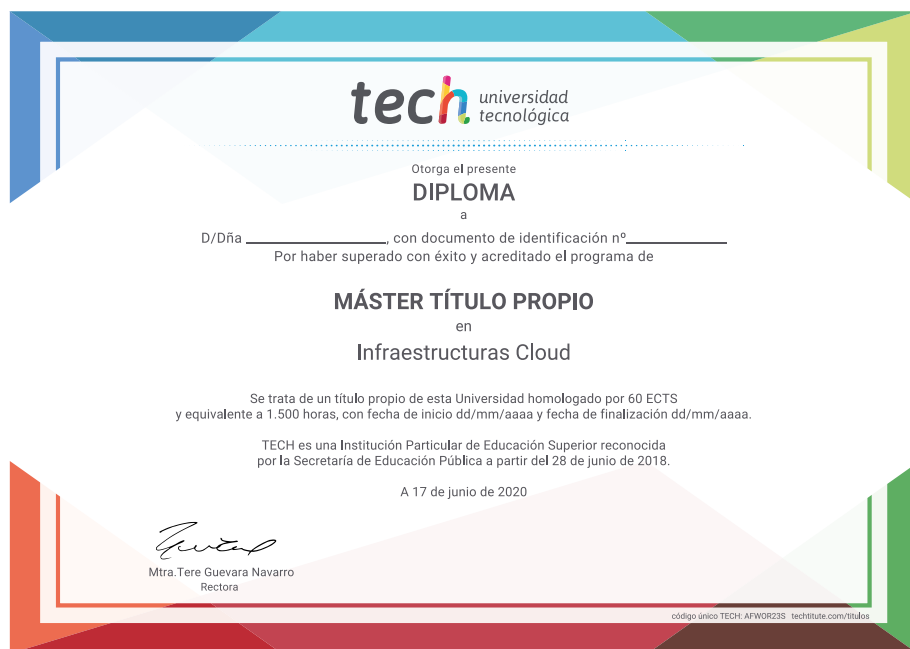 tech universidad
tecnológica
Otorga el presente
DIPLOMA
a
D/Dña ____________________, con documento de identificación nº______________
Por haber superado con éxito y acreditado el programa de
MÁSTER TÍTULO PROPIO
en
Infraestructuras Cloud
Se trata de un título propio de esta Universidad homologado por 60 ECTS
y equivalente a 1.500 horas, con fecha de inicio dd/mm/aaaa y fecha de finalización dd/mm/aaaa.
TECH es una Institución Particular de Educación Superior reconocida
por la Secretaría de Educación Pública a partir del 28 de junio de 2018.
A 17 de junio de 2020
Mtra.Tere Guevara Navarro
Rectora
código único TECH: AFWOR23S techtitute.com/titulos